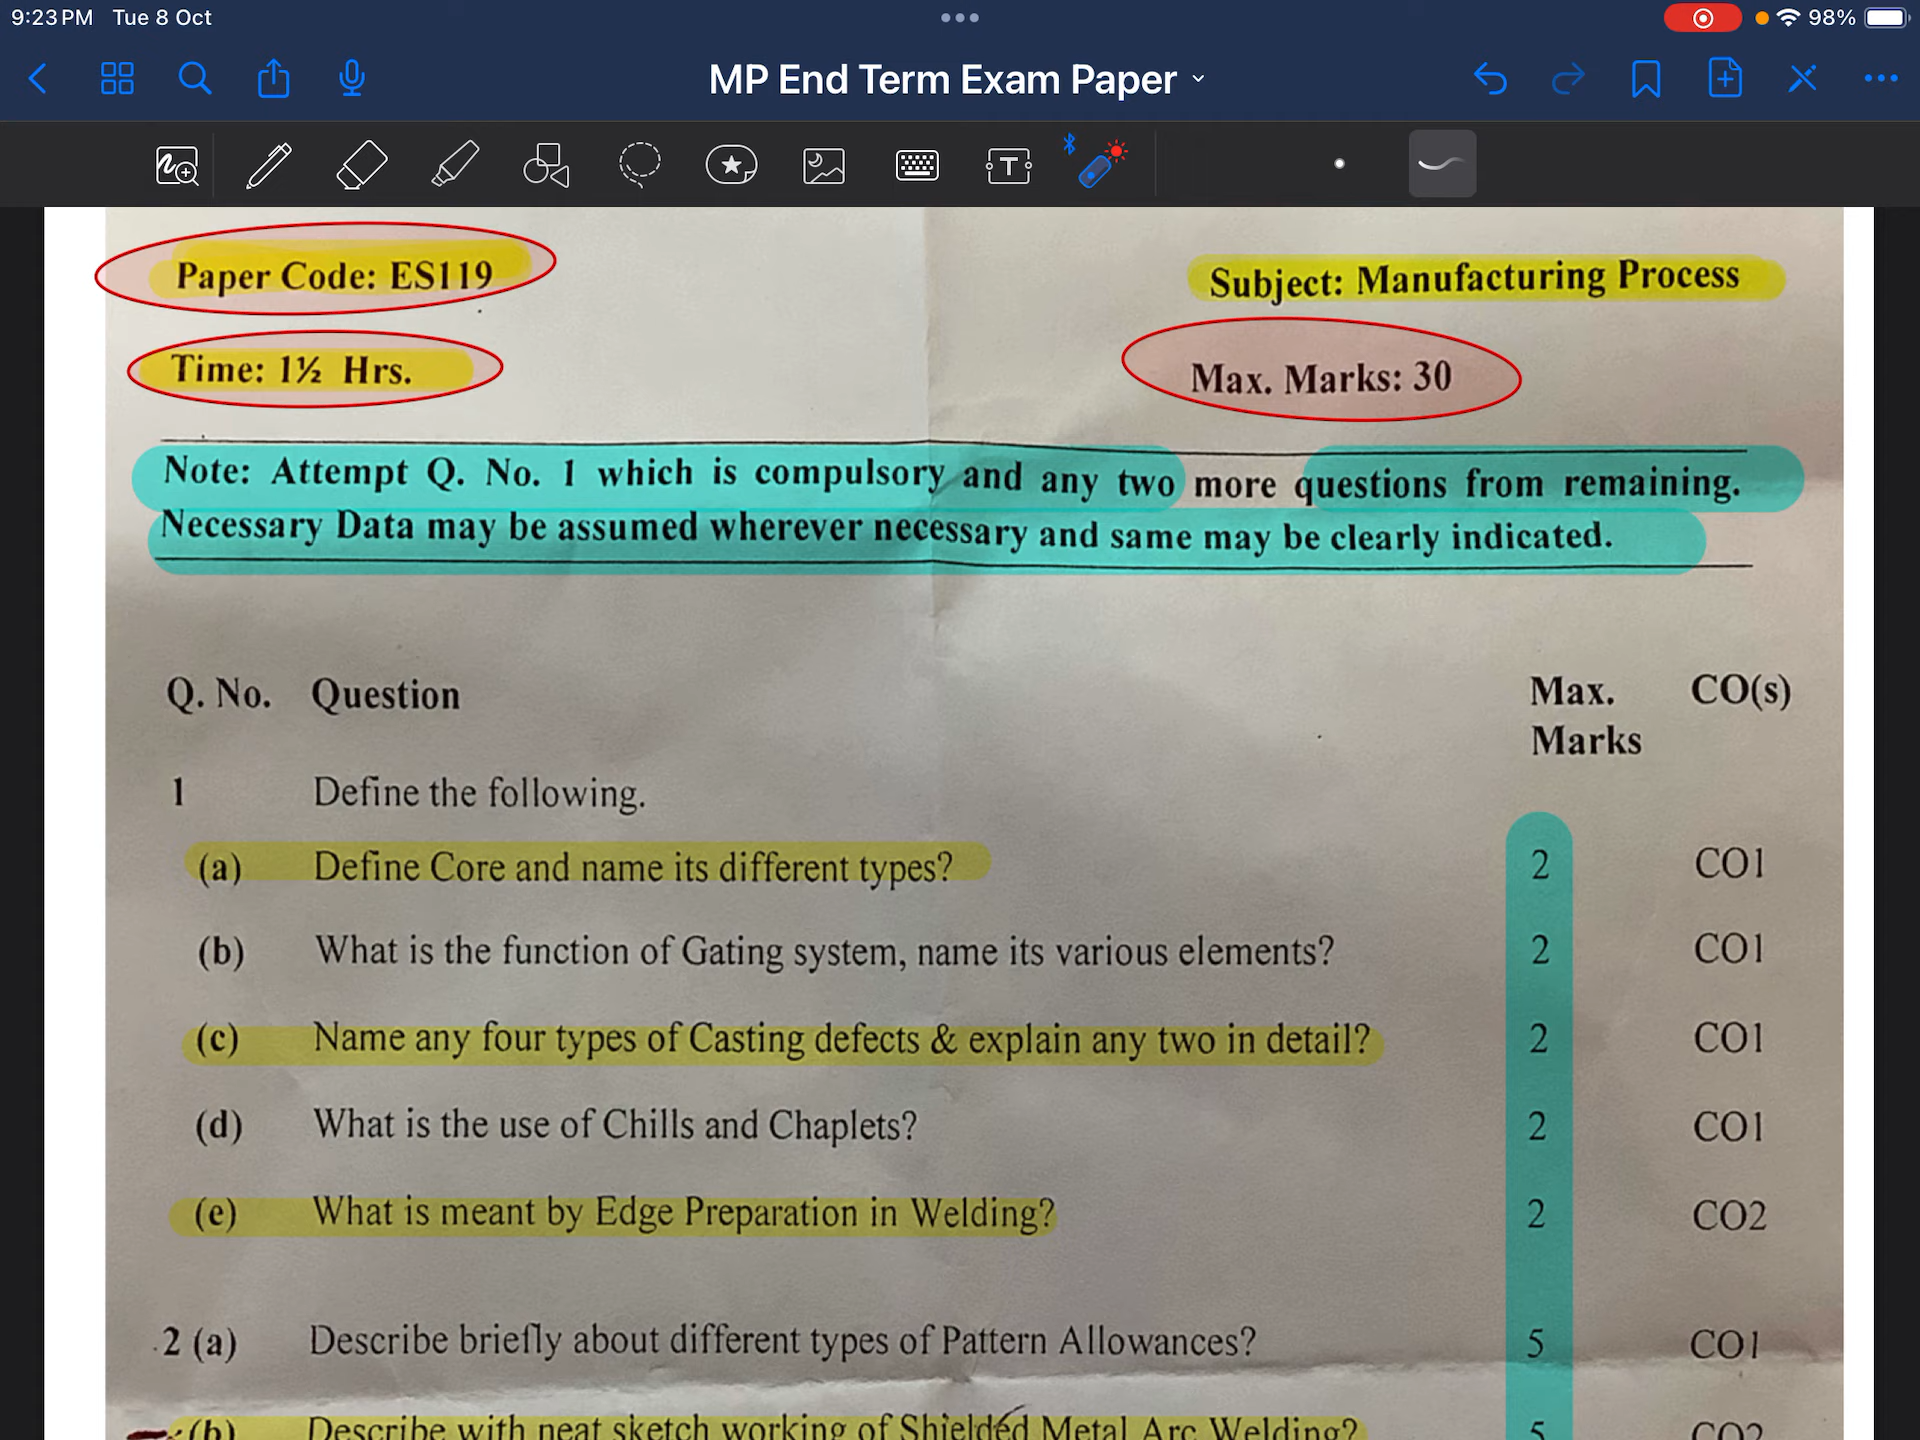 9:23 PM Tue 8 Oct
98%
MP End Term Exam Paper
T
Paper Code: ES119
Subject: Manufacturing Process
Time: 1½ Hrs.
Max. Marks: 30
Note: Attempt Q. No. 1 which is compulsory and any two more questions from remaining.
Necessary Data may be assumed wherever necessary and same may be clearly indicated.
Q. No. Question Max. Marks CO(s)
1 Define the following.
(a) Define Core and name its different types? 2 CO1
(b) What is the function of Gating system, name its various elements? 2 CO1
(c) Name any four types of Casting defects & explain any two in detail? 2 CO1
(d) What is the use of Chills and Chaplets? 2 CO1
(e) What is meant by Edge Preparation in Welding? 2 CO2
2 (a) Describe briefly about different types of Pattern Allowances? 5 CO1
(b) Describe with neat sketch working of Shielded Metal Arc Welding? 5 CO2